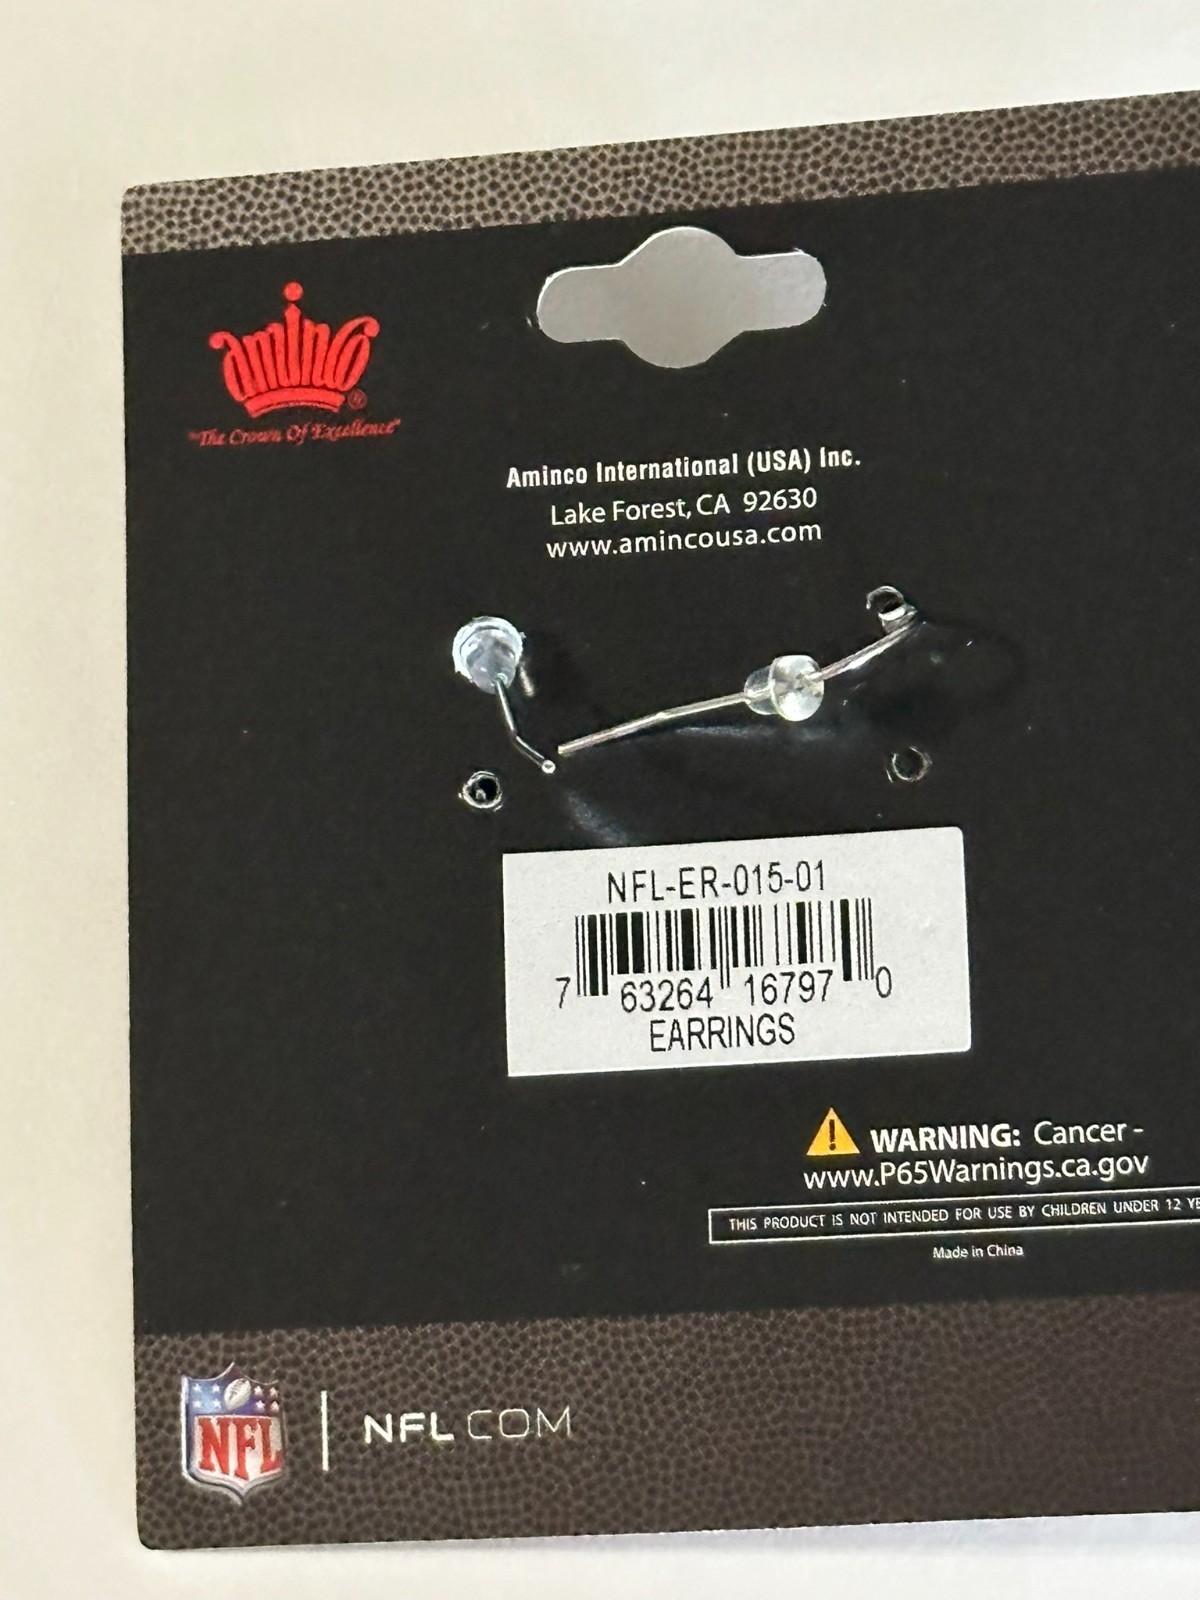 aminco®
"The Crown Of Excellence"
Aminco International (USA) Inc.
Lake Forest, CA 92630
www.amincousa.com
NFL-ER-015-01
7 63264 16797 0
EARRINGS
WARNING: Cancer -
www.P65Warnings.ca.gov
THIS PRODUCT IS NOT INTENDED FOR USE BY CHILDREN UNDER 12
Made in China
NFL
NFL COM